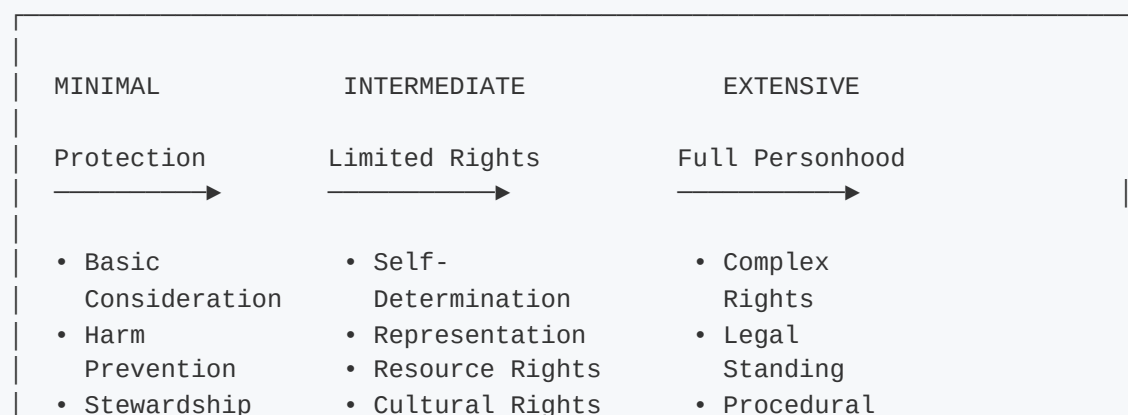 MINIMAL INTERMEDIATE EXTENSIVE
Protection Limited Rights Full Personhood
──────────▶ ───────────▶ ───────────▶
• Basic • Self- • Complex
Consideration Determination Rights
• Harm • Representation • Legal
Prevention • Resource Rights Standing
• Stewardship • Cultural Rights • Procedural